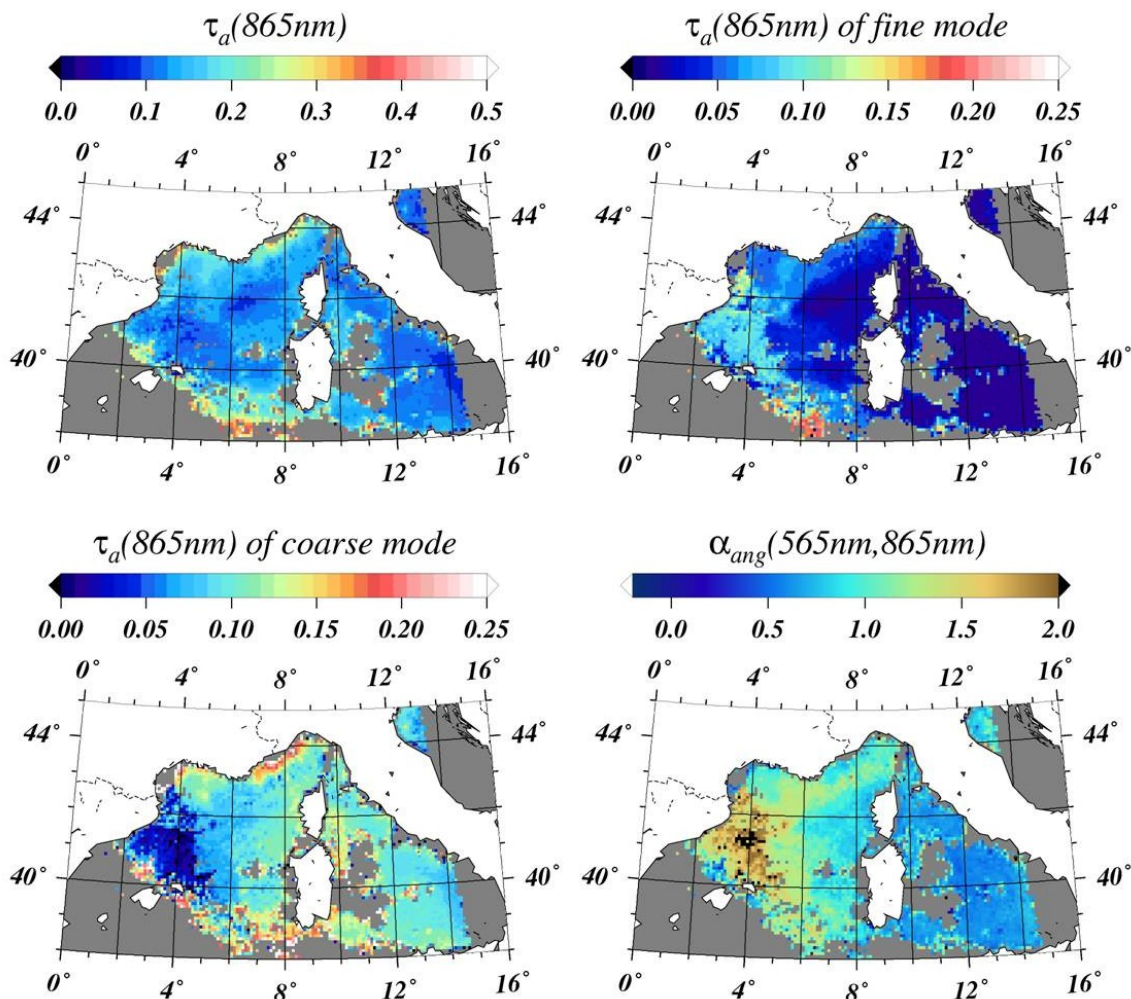 τa(865nm) τa(865nm) of fine mode
0.0 0.1 0.2 0.3 0.4 0.5 0.00 0.05 0.10 0.15 0.20 0.25
0˚ 4˚ 8˚ 12˚ 16˚ 0˚ 4˚ 8˚ 12˚ 16˚
44˚ 44˚ 44˚ 44˚
40˚ 40˚ 40˚ 40˚
0˚ 4˚ 8˚ 12˚ 16˚ 0˚ 4˚ 8˚ 12˚ 16˚
τa(865nm) of coarse mode αang(565nm,865nm)
0.00 0.05 0.10 0.15 0.20 0.25 0.0 0.5 1.0 1.5 2.0
0˚ 4˚ 8˚ 12˚ 16˚ 0˚ 4˚ 8˚ 12˚ 16˚
44˚ 44˚ 44˚ 44˚
40˚ 40˚ 40˚ 40˚
0˚ 4˚ 8˚ 12˚ 16˚ 0˚ 4˚ 8˚ 12˚ 16˚